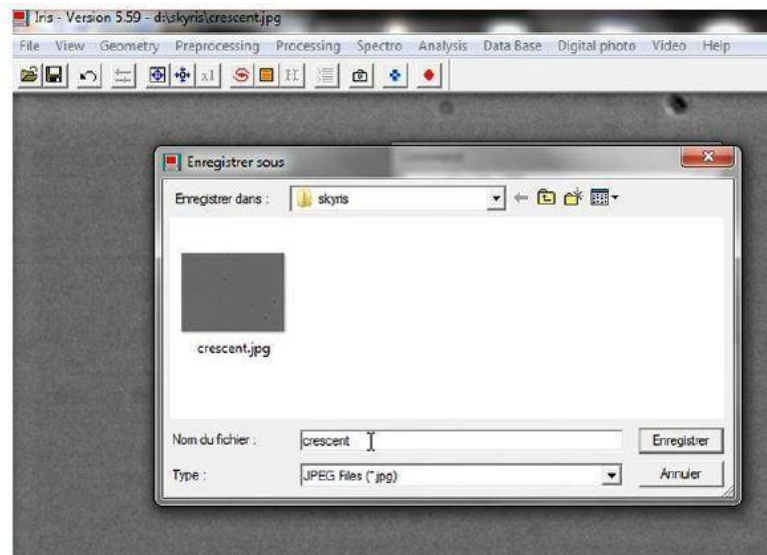 Iris - Version 5.59 - d:\skyris\crescent.jpg
File View Geometry Preprocessing Processing Spectro Analysis Data Base Digital photo Video Help
x1
Enregistrer sous
Enregistrer dans :
skyris
crescent.jpg
Nom du fichier :
crescent
Enregistrer
Type :
JPEG Files (*.jpg)
Annuler